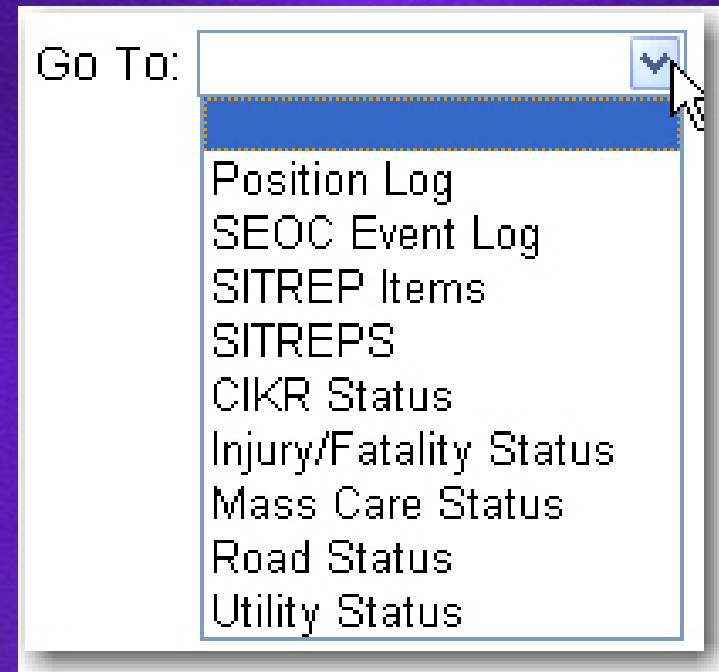 Go To:
Position Log
SEOC Event Log
SITREP Items
SITREPS
CIKR Status
Injury/Fatality Status
Mass Care Status
Road Status
Utility Status